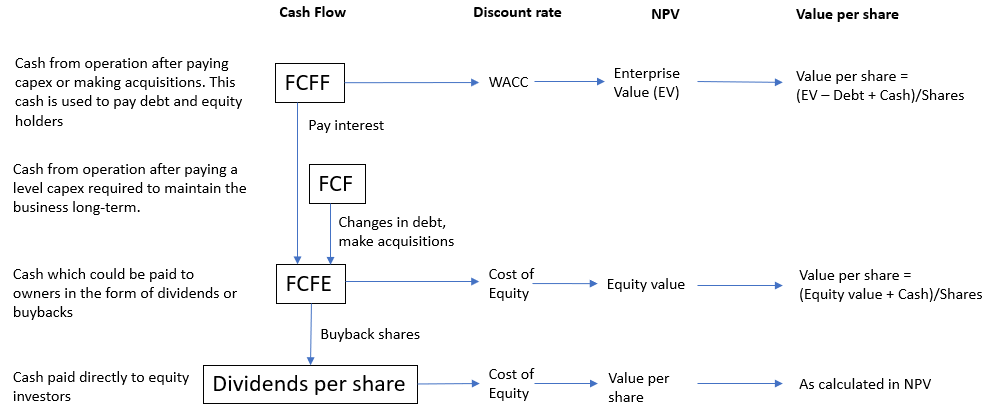 Cash Flow
Discount rate
NPV
Value per share
Cash from operation after paying
capex or making acquisitions. This
cash is used to pay debt and equity
holders
FCFF
WACC
Enterprise
Value (EV)
Value per share =
(EV – Debt + Cash)/Shares
Pay interest
Cash from operation after paying a
level capex required to maintain the
business long-term.
FCF
Changes in debt,
make acquisitions
Cash which could be paid to
owners in the form of dividends or
buybacks
FCFE
Cost of
Equity
Equity value
Value per share =
(Equity value + Cash)/Shares
Buyback shares
Cash paid directly to equity
investors
Dividends per share
Cost of
Equity
Value per
share
As calculated in NPV